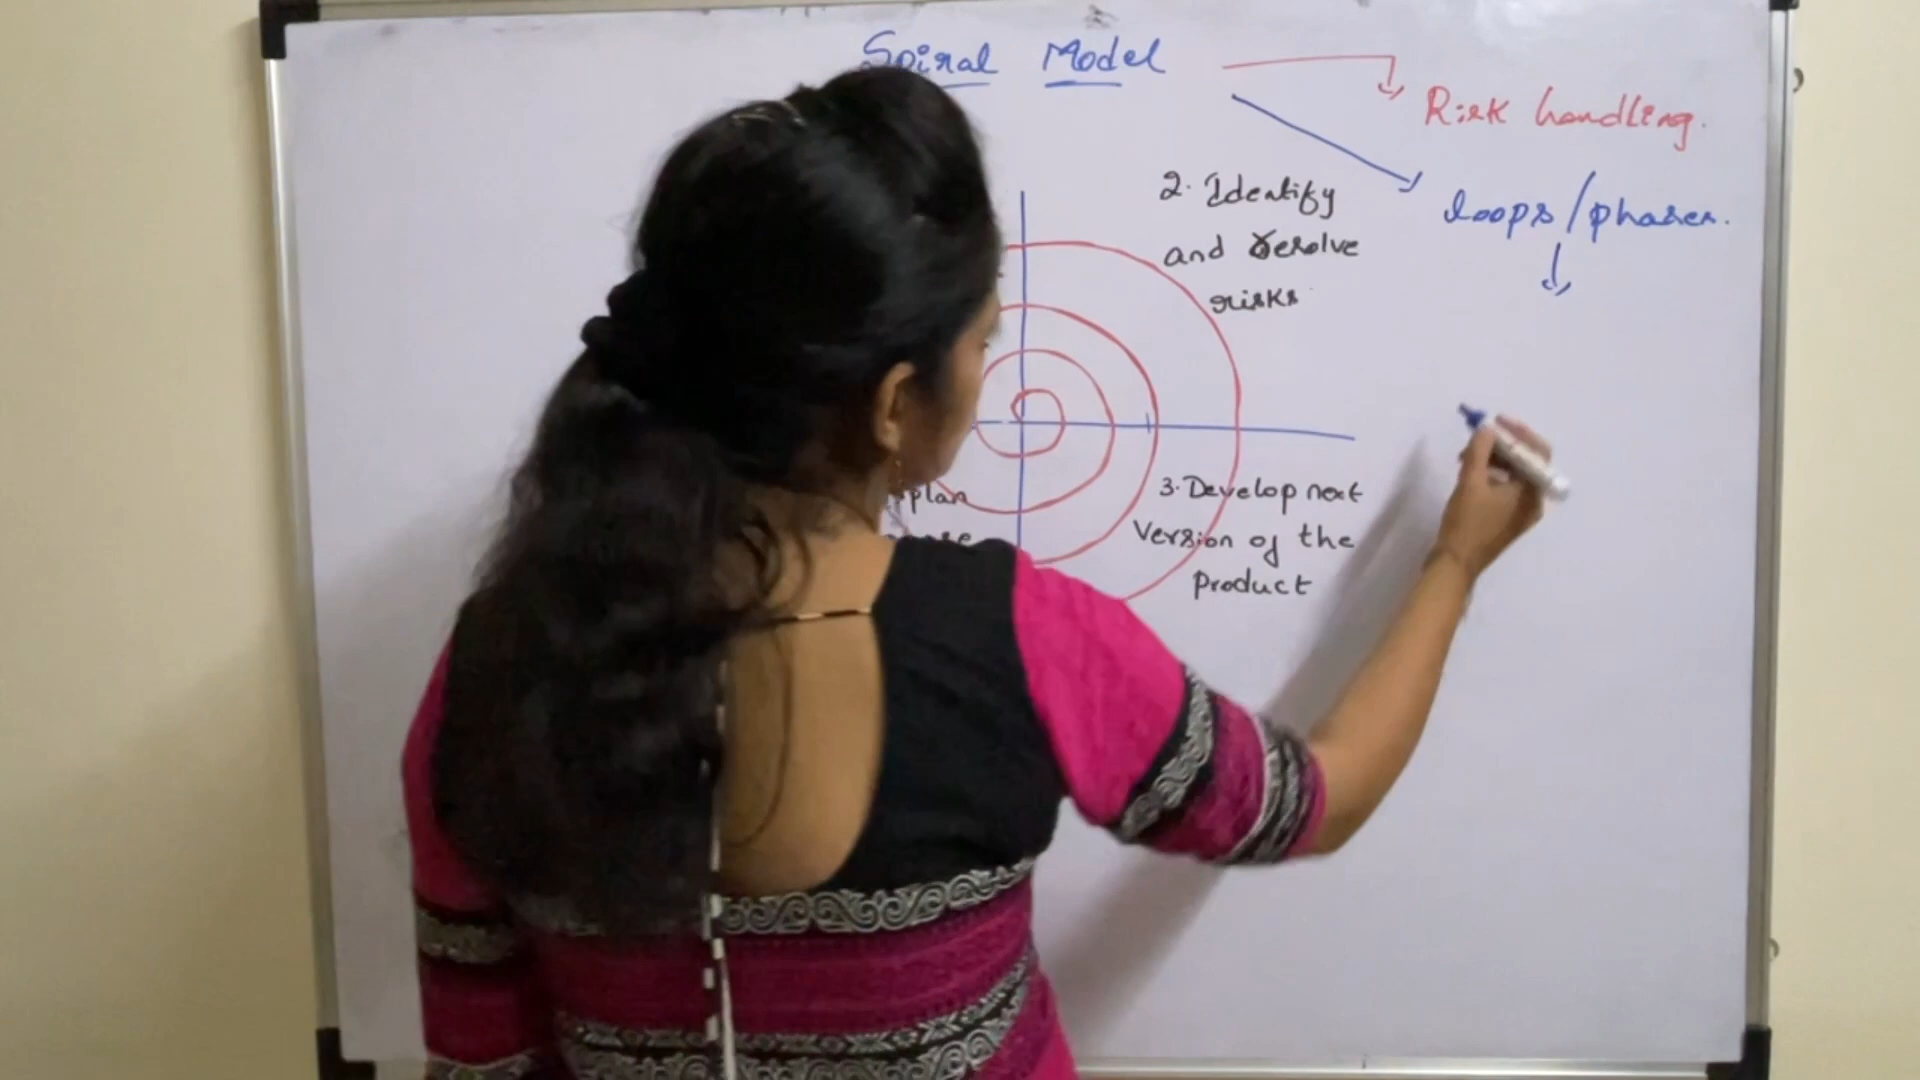 Spiral Model
Risk handling.
loops/phases.
2. Identify
and resolve
risks
plan
3. Develop next
Version of the
Product